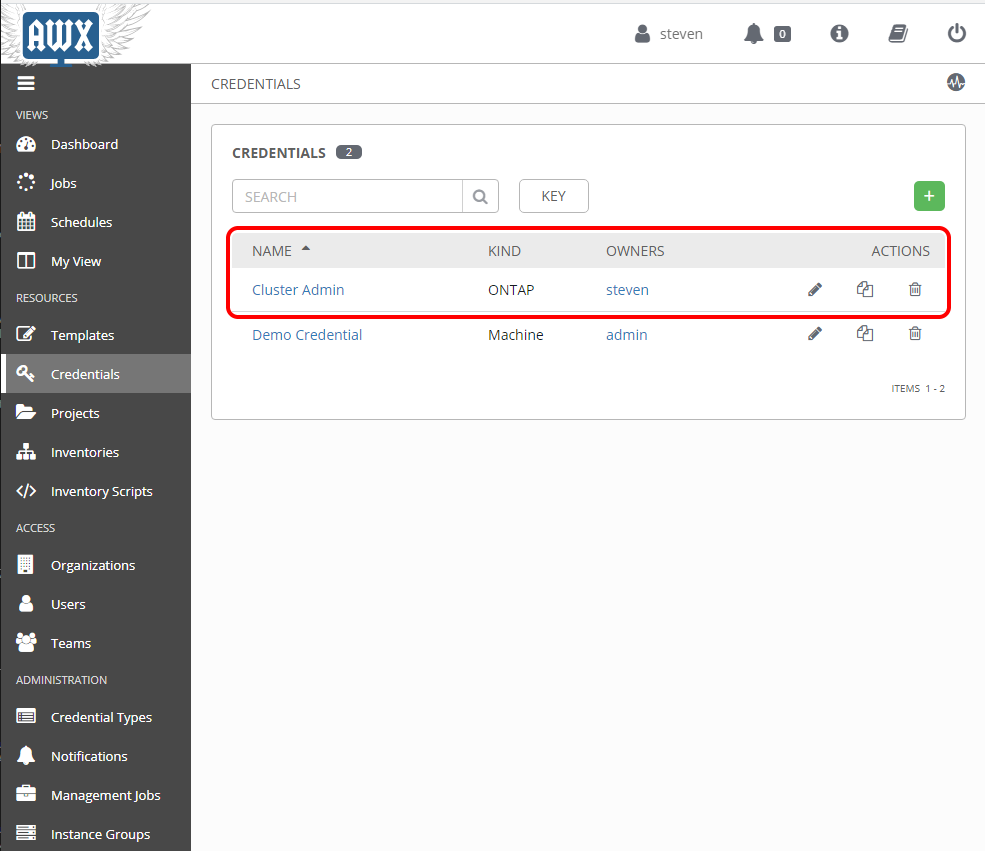 AWX
steven
0
CREDENTIALS
VIEWS
Dashboard
Jobs
Schedules
My View
RESOURCES
Templates
Credentials
Projects
Inventories
Inventory Scripts
ACCESS
Organizations
Users
Teams
ADMINISTRATION
Credential Types
Notifications
Management Jobs
Instance Groups
CREDENTIALS 2
SEARCH KEY +
NAME KIND OWNERS ACTIONS
Cluster Admin ONTAP steven
Demo Credential Machine admin
ITEMS 1 - 2